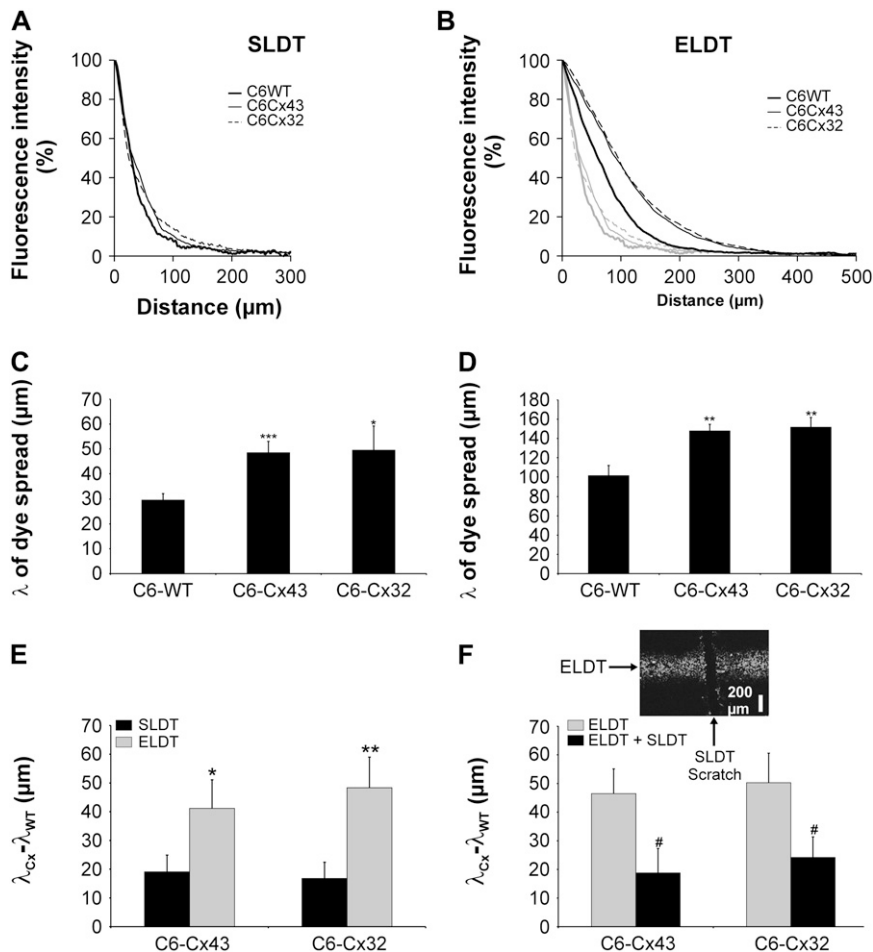 A
SLDT
Fluorescence intensity
(%)
100
80
60
40
20
0
C6WT
C6Cx43
C6Cx32
0
100
200
300
Distance (µm)
B
ELDT
Fluorescence intensity
(%)
100
80
60
40
20
0
C6WT
C6Cx43
C6Cx32
0
100
200
300
400
500
Distance (µm)
C
λ of dye spread (µm)
70
60
50
40
30
20
10
0
***
*
C6-WT
C6-Cx43
C6-Cx32
D
λ of dye spread (µm)
180
160
140
120
100
80
60
40
20
0
**
**
C6-WT
C6-Cx43
C6-Cx32
E
λCx-λWT
(µm)
70
60
50
40
30
20
10
0
SLDT
ELDT
*
**
C6-Cx43
C6-Cx32
F
ELDT
200
µm
SLDT
Scratch
λCx-λWT
(µm)
70
60
50
40
30
20
10
0
ELDT
ELDT + SLDT
#
#
C6-Cx43
C6-Cx32